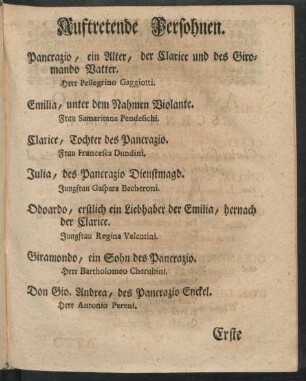 Auftretende Persohnen.
Pancrazio, ein Alter, der Clarice und des Giro-
mando Vatter.
Herr Pellegrino Gaggiotti.
Emilia, unter dem Nahmen Violante.
Frau Samaritana Pendesichi.
Clarice, Tochter des Pancrazio.
Frau Francesca Dundini.
Julia, des Pancrazio Dienstmagd.
Jungfrau Gaspera Becheroni.
Odoardo, erstlich ein Liebhaber der Emilia, hernach
der Clarice.
Jungfrau Regina Valentini.
Giramondo, ein Sohn des Pancrazio.
Herr Bartholomeo Cherubini.
Don Gio. Andrea, des Pancrazio Enckel.
Herr Antonio Pereni.
Erste